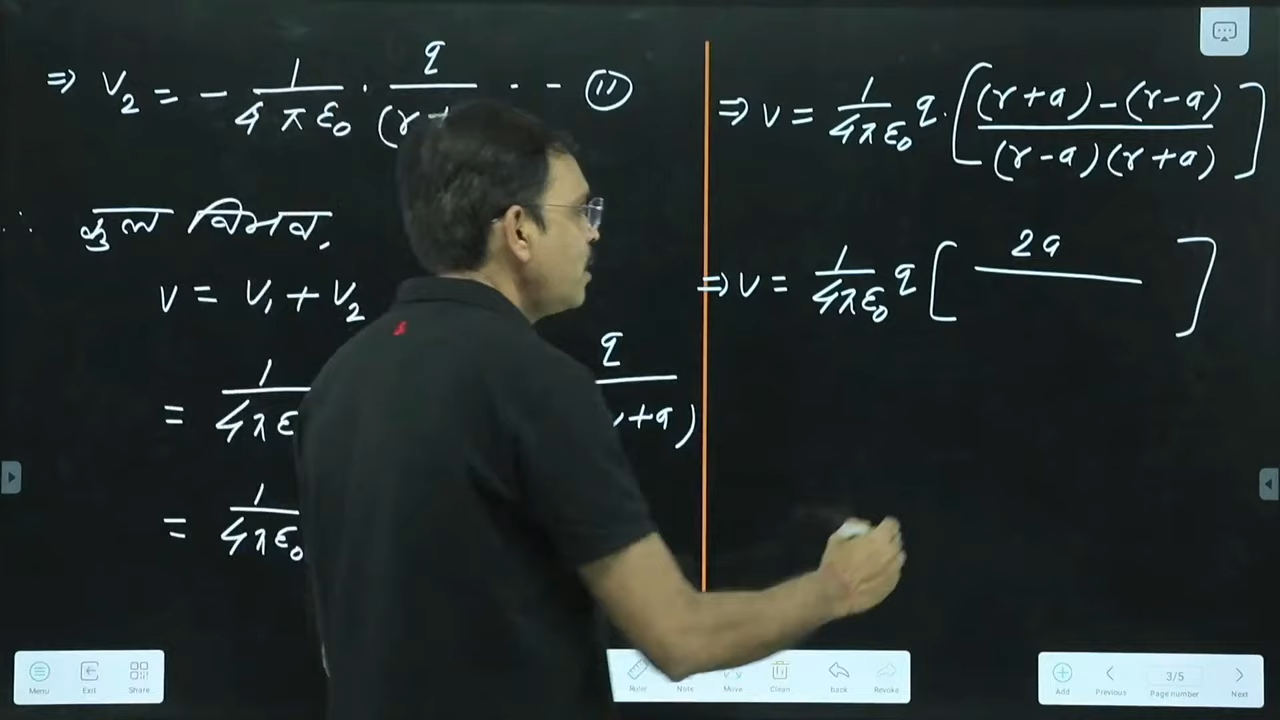 ⇒ V₂ = - 1/4πε₀ · q/(r+ -- (11)
∴ कुल विभव,
V = V₁ + V₂
= 1/4πε q/ +a)
= 1/4πε₀
⇒ V = 1/4πε₀ q · [(r+a)-(r-a)/(r-a)(r+a)]
⇒ V = 1/4πε₀ q [2a/ ]
Menu Exit Share Ruler Note Move Clean back Revoke Add Previous 3/5 Page number Next